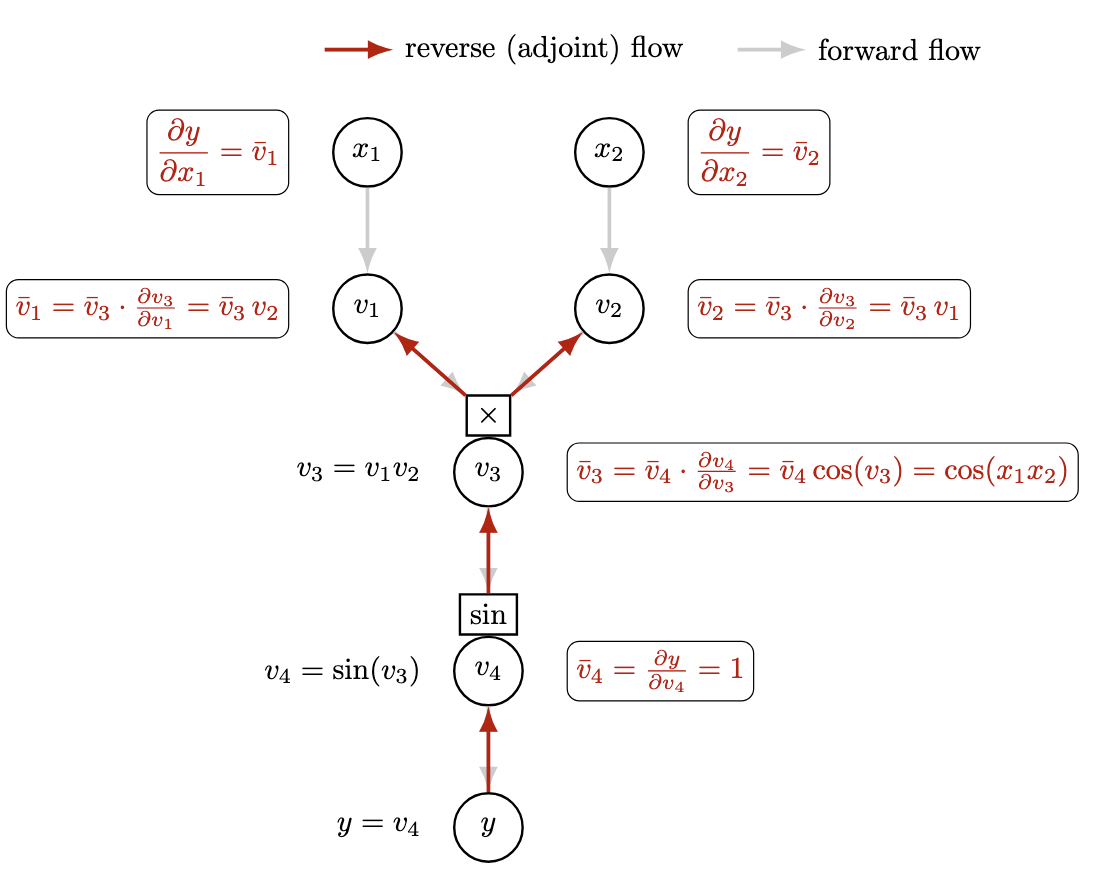 reverse (adjoint) flow forward flow
∂y/∂x₁ = v̄₁ x₁ x₂ ∂y/∂x₂ = v̄₂
v̄₁ = v̄₃ · ∂v₃/∂v₁ = v̄₃ v₂ v₁ v₂ v̄₂ = v̄₃ · ∂v₃/∂v₂ = v̄₃ v₁
×
v₃ = v₁v₂ v₃ v̄₃ = v̄₄ · ∂v₄/∂v₃ = v̄₄ cos(v₃) = cos(x₁x₂)
sin
v₄ = sin(v₃) v₄ v̄₄ = ∂y/∂v₄ = 1
y = v₄ y